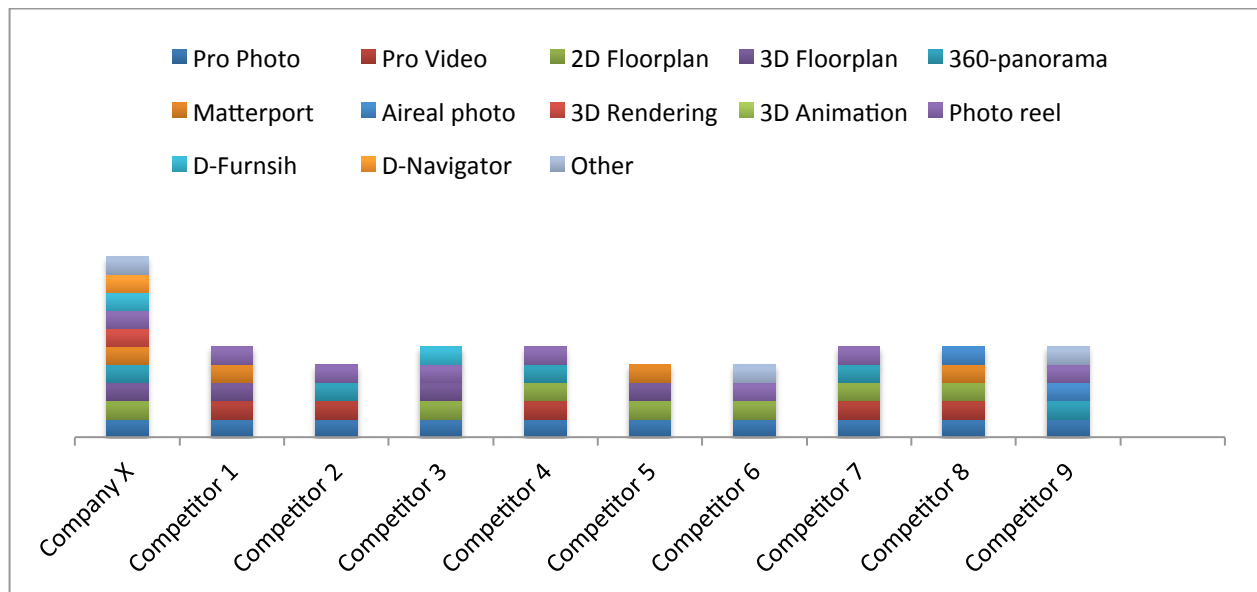 Pro Photo Pro Video 2D Floorplan 3D Floorplan 360-panorama
Matterport Aireal photo 3D Rendering 3D Animation Photo reel
D-Furnsih D-Navigator Other
Company X
Competitor 1
Competitor 2
Competitor 3
Competitor 4
Competitor 5
Competitor 6
Competitor 7
Competitor 8
Competitor 9